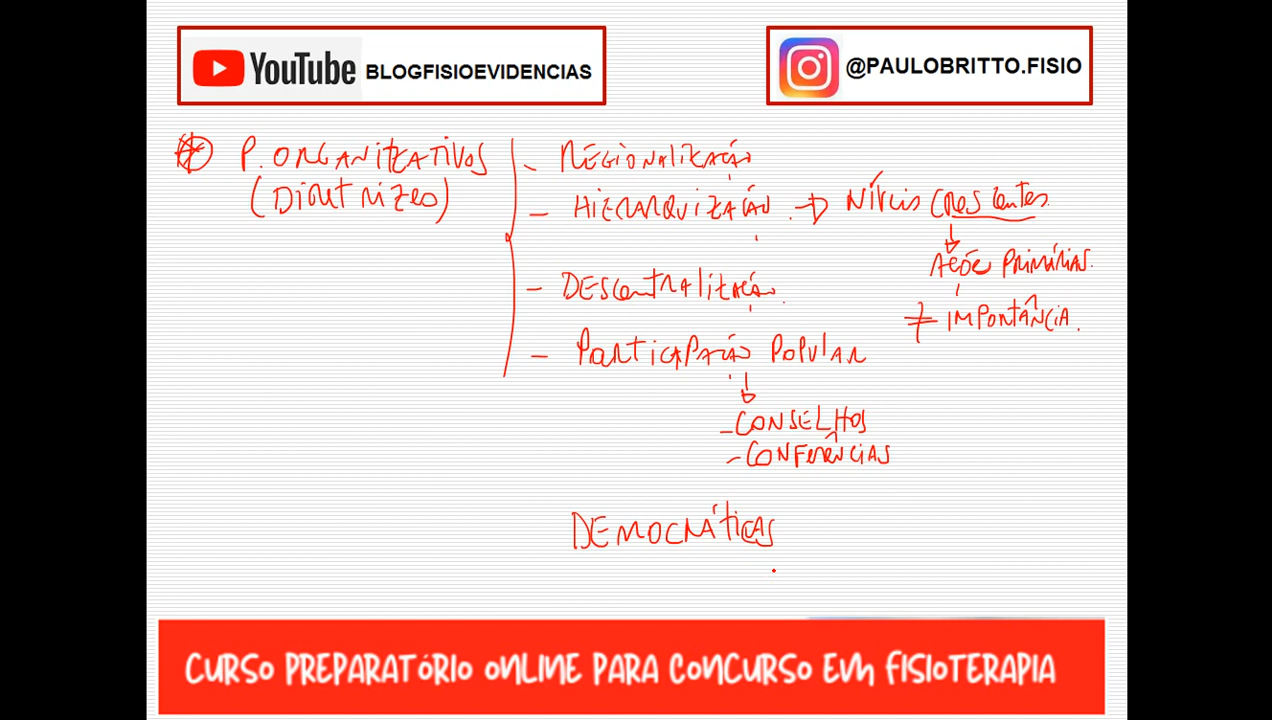 YouTube BLOGFISIOEVIDENCIAS
@PAULOBRITTO.FISIO
P. ORGANIZATIVOS
(DIRETRIZES)
- REGIONALIZAÇÃO
- HIERARQUIZAÇÃO → NÍVEIS CRESCENTES.
AÇÕES PRIMÁRIAS.
≠ IMPORTÂNCIA.
- DESCENTRALIZAÇÃO.
- PARTICIPAÇÃO POPULAR
- CONSELHOS
- CONFERÊNCIAS
DEMOCRÁTICAS
CURSO PREPARATÓRIO ONLINE PARA CONCURSO EM FISIOTERAPIA